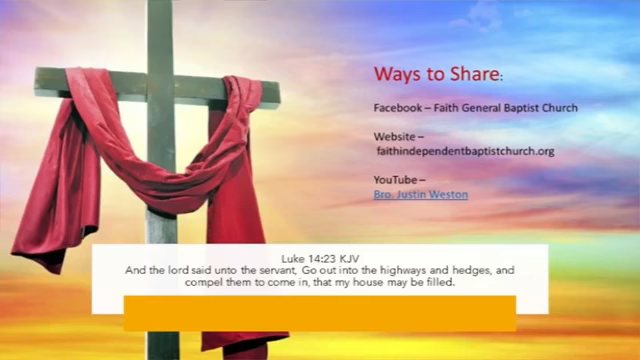 Ways to Share:
Facebook – Faith General Baptist Church
Website –
faithindependentbaptistchurch.org
YouTube –
Bro. Justin Weston
Luke 14:23 KJV
And the lord said unto the servant, Go out into the highways and hedges, and
compel them to come in, that my house may be filled.